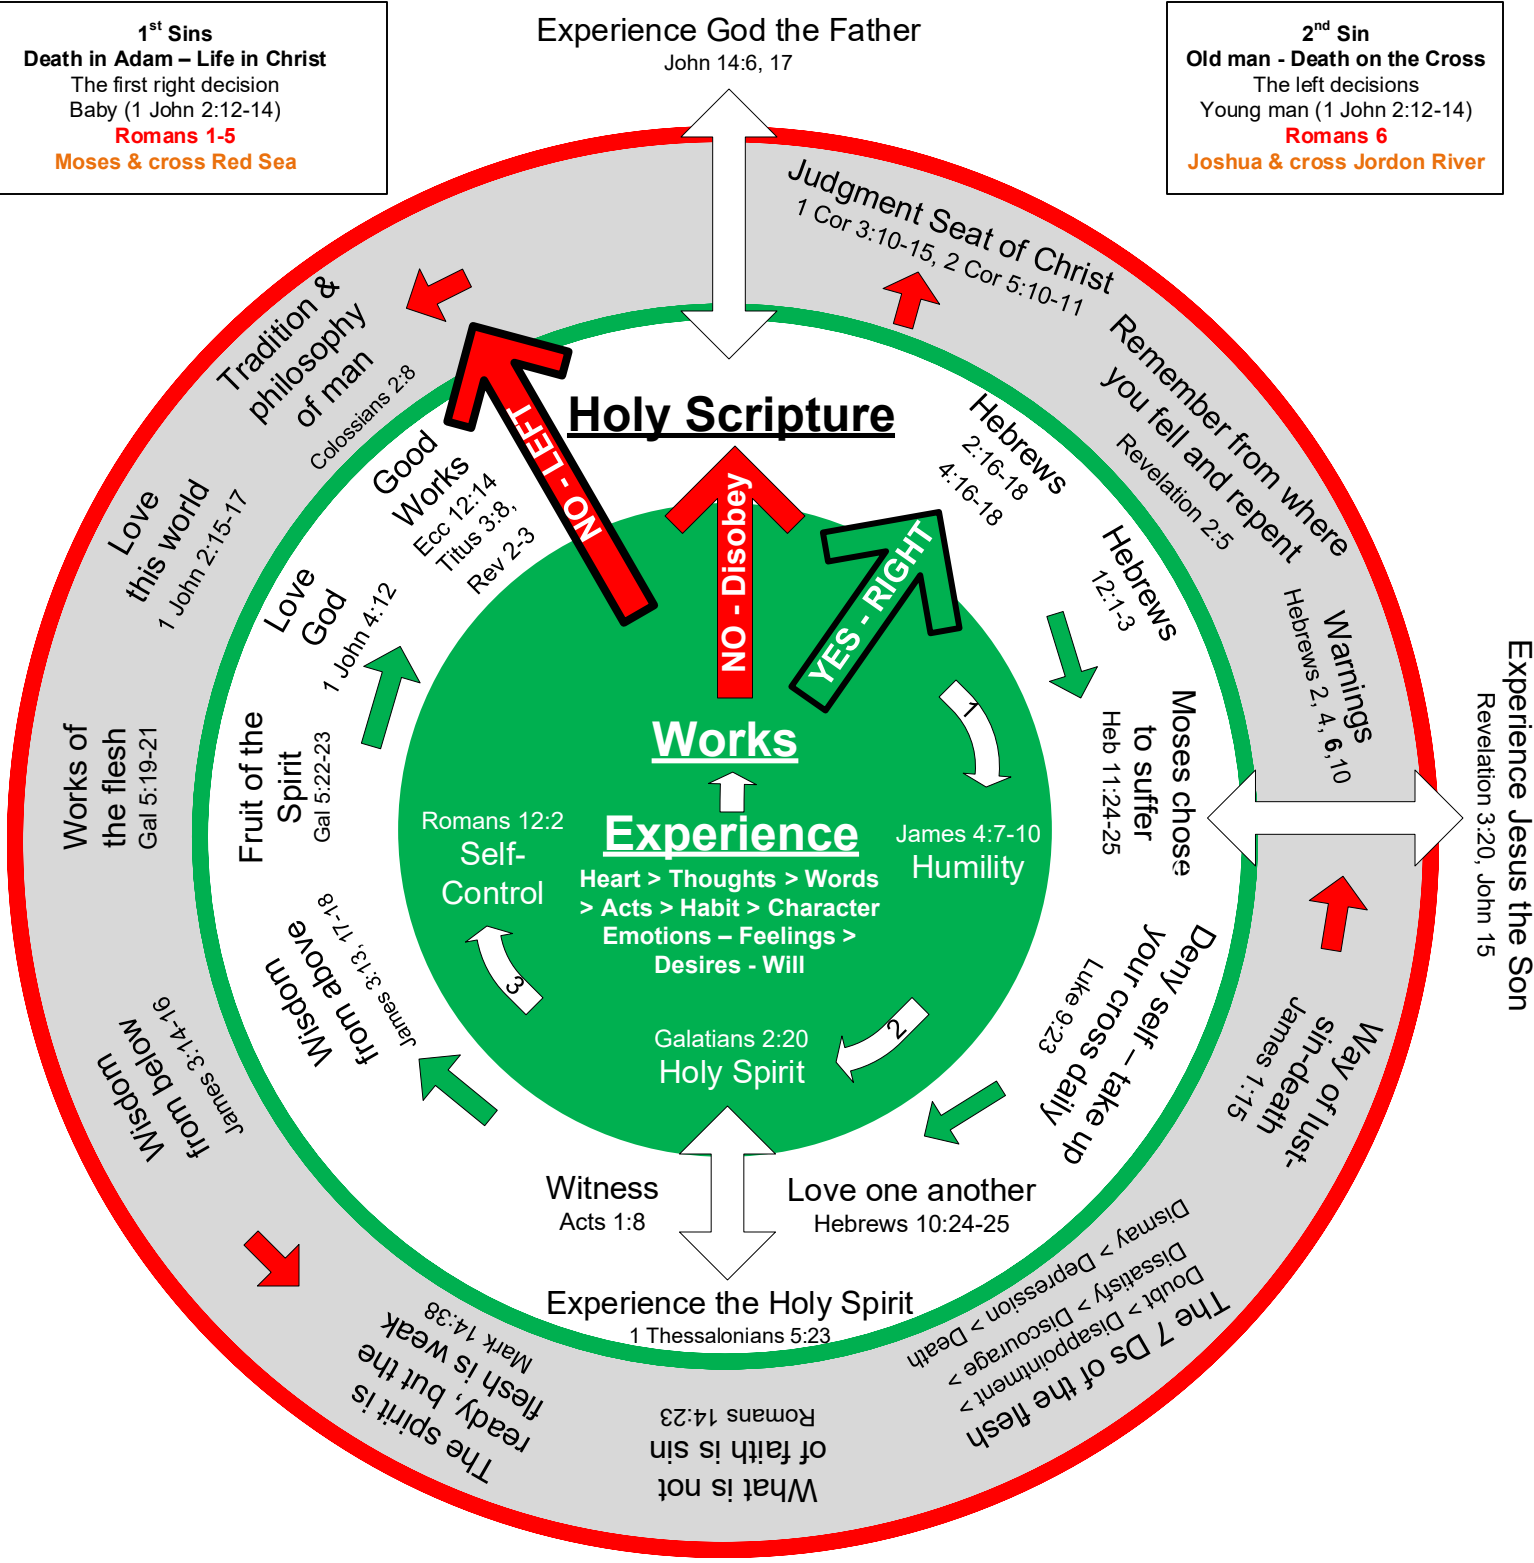 1st Sins
Death in Adam – Life in Christ
The first right decision
Baby (1 John 2:12-14)
Romans 1-5
Moses & cross Red Sea
Experience God the Father
John 14:6, 17
2nd Sin
Old man - Death on the Cross
The left decisions
Young man (1 John 2:12-14)
Romans 6
Joshua & cross Jordon River
Judgment Seat of Christ
1 Cor 3:10-15, 2 Cor 5:10-11
Remember from where
you fell and repent
Revelation 2:5
Warnings
Hebrews 2, 4, 6,10
Experience Jesus the Son
Revelation 3:20, John 15
Way of lust-
sin-death
James 1:15
The 7 Ds of the flesh
Doubt > Disappointment >
Dissatisfy > Discourage >
Dismay > Depression > Death
What is not
of faith is sin
Romans 14:23
The spirit is
ready, but the
flesh is weak
Mark 14:38
Wisdom
from below
James 3:14-16
Works of
the flesh
Gal 5:19-21
Love
this world
1 John 2:15-17
Tradition &
philosophy
of man
Colossians 2:8
Holy Scripture
Hebrews
2:16-18
4:16-18
Hebrews
12:1-3
Moses chose
to suffer
Heb 11:24-25
Deny self – take up
your cross daily
Luke 9:23
Love one another
Hebrews 10:24-25
Experience the Holy Spirit
1 Thessalonians 5:23
Witness
Acts 1:8
Wisdom
from above
James 3:13, 17-18
Fruit of the
Spirit
Gal 5:22-23
Love
God
1 John 4:12
Good
Works
Ecc 12:14
Titus 3:8,
Rev 2-3
NO - LEFT
NO - Disobey
YES - RIGHT
Works
Experience
Heart > Thoughts > Words
> Acts > Habit > Character
Emotions – Feelings >
Desires - Will
1
James 4:7-10
Humility
2
Galatians 2:20
Holy Spirit
3
Romans 12:2
Self-
Control